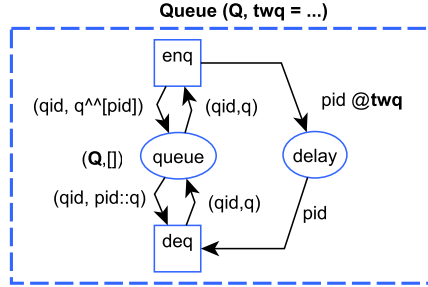 Queue (Q, twq = ...)
enq
(qid, q^^[pid])
(qid,q)
pid @twq
(Q,[])
queue
delay
(qid, pid::q)
(qid,q)
pid
deq